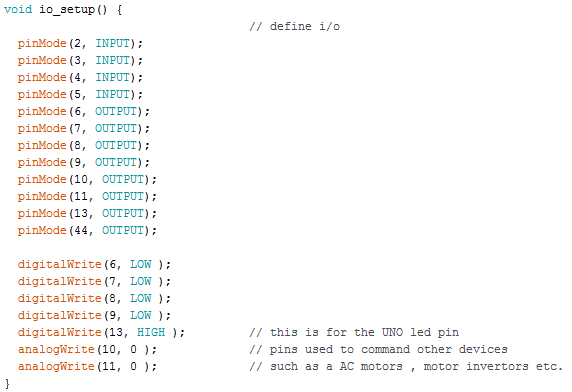 void io_setup() {
// define i/o
pinMode(2, INPUT);
pinMode(3, INPUT);
pinMode(4, INPUT);
pinMode(5, INPUT);
pinMode(6, OUTPUT);
pinMode(7, OUTPUT);
pinMode(8, OUTPUT);
pinMode(9, OUTPUT);
pinMode(10, OUTPUT);
pinMode(11, OUTPUT);
pinMode(13, OUTPUT);
pinMode(44, OUTPUT);
digitalWrite(6, LOW );
digitalWrite(7, LOW );
digitalWrite(8, LOW );
digitalWrite(9, LOW );
digitalWrite(13, HIGH ); // this is for the UNO led pin
analogWrite(10, 0 ); // pins used to command other devices
analogWrite(11, 0 ); // such as a AC motors , motor invertors etc.
}